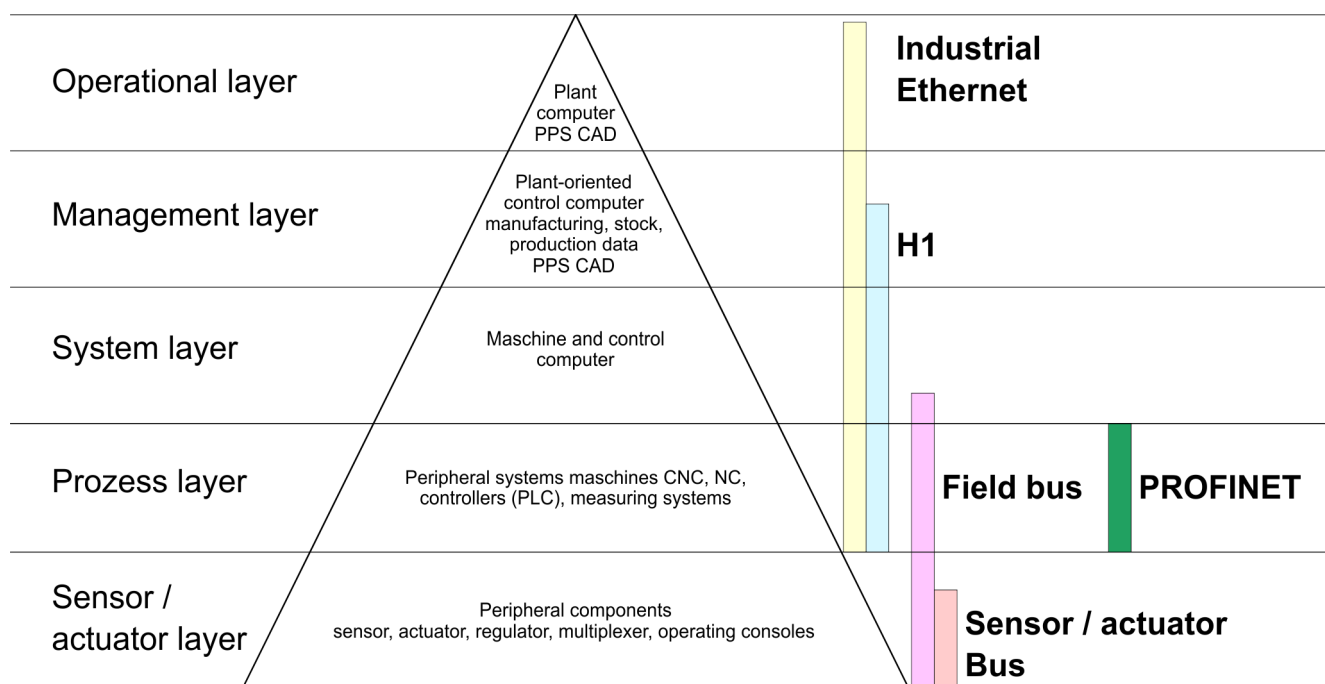 Operational layer
Plant
computer
PPS CAD
Industrial
Ethernet
Management layer
Plant-oriented
control computer
manufacturing, stock,
production data
PPS CAD
H1
System layer
Maschine and control
computer
Prozess layer
Peripheral systems maschines CNC, NC,
controllers (PLC), measuring systems
Field bus
PROFINET
Sensor /
actuator layer
Peripheral components
sensor, actuator, regulator, multiplexer, operating consoles
Sensor / actuator
Bus